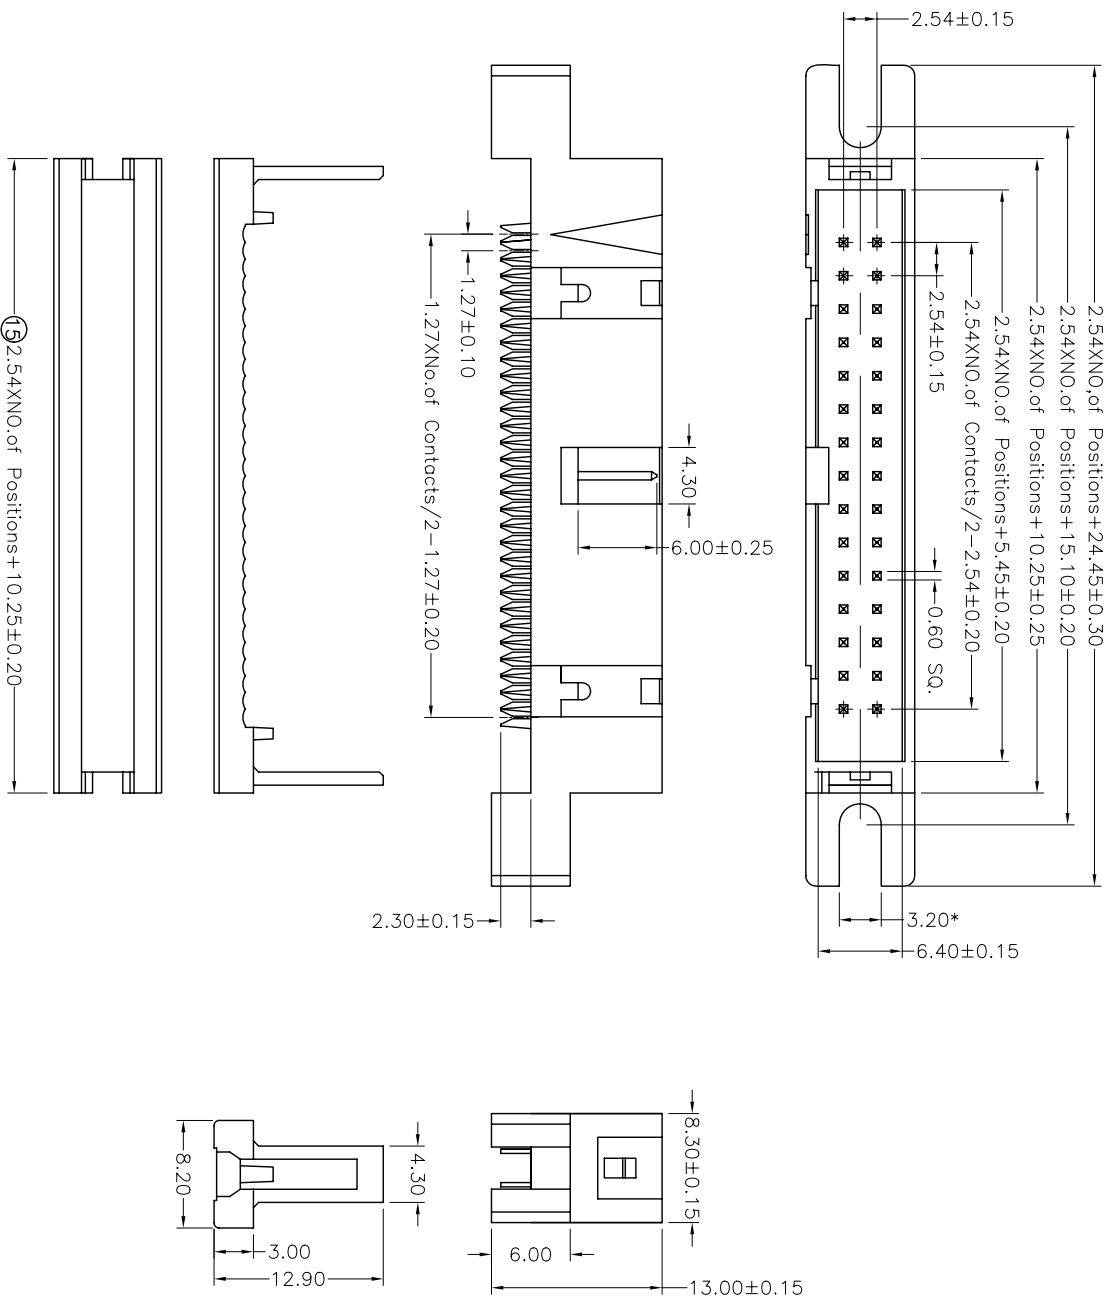 2.54±0.15
2.54XNO,of Positions+24.45±0.30
2.54XNO.of Positions+15.10±0.20
2.54XNO.of Positions+10.25±0.25
2.54XNO.of Positions+5.45±0.20
2.54XNO.of Contacts/2-2.54±0.20
2.54±0.15
0.60 SQ.
3.20*
6.40±0.15
4.30
6.00±0.25
1.27±0.10
1.27XNo.of Contacts/2-1.27±0.20
2.30±0.15
15 2.54XNO.of Positions+10.25±0.20
8.30±0.15
6.00
13.00±0.15
4.30
8.20
3.00
12.90